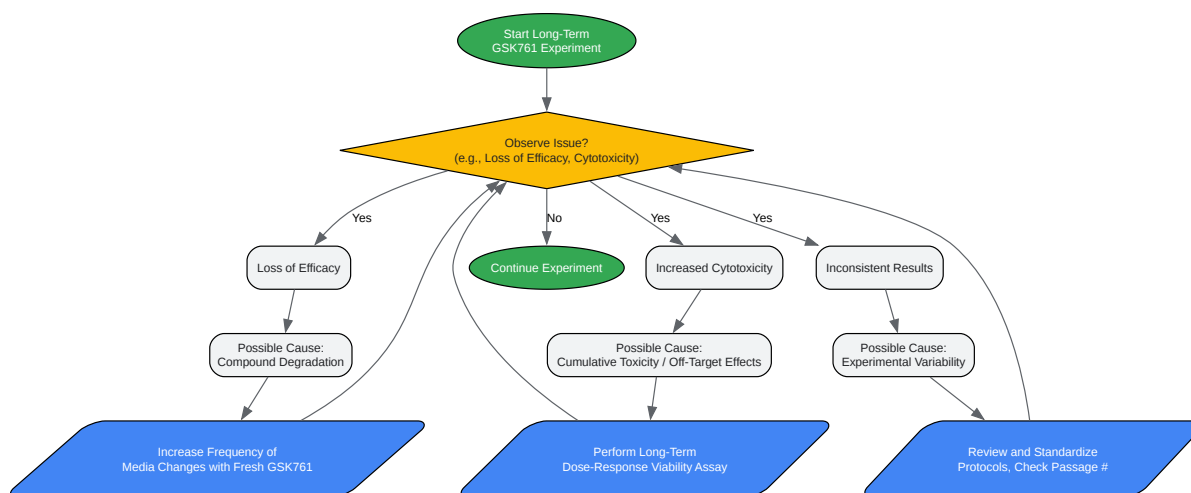 Start Long-Term
GSK761 Experiment
Observe Issue?
(e.g., Loss of Efficacy, Cytotoxicity)
Yes
No
Yes
Yes
Loss of Efficacy
Continue Experiment
Increased Cytotoxicity
Inconsistent Results
Possible Cause:
Compound Degradation
Possible Cause:
Cumulative Toxicity / Off-Target Effects
Possible Cause:
Experimental Variability
Increase Frequency of
Media Changes with Fresh GSK761
Perform Long-Term
Dose-Response Viability Assay
Review and Standardize
Protocols, Check Passage #